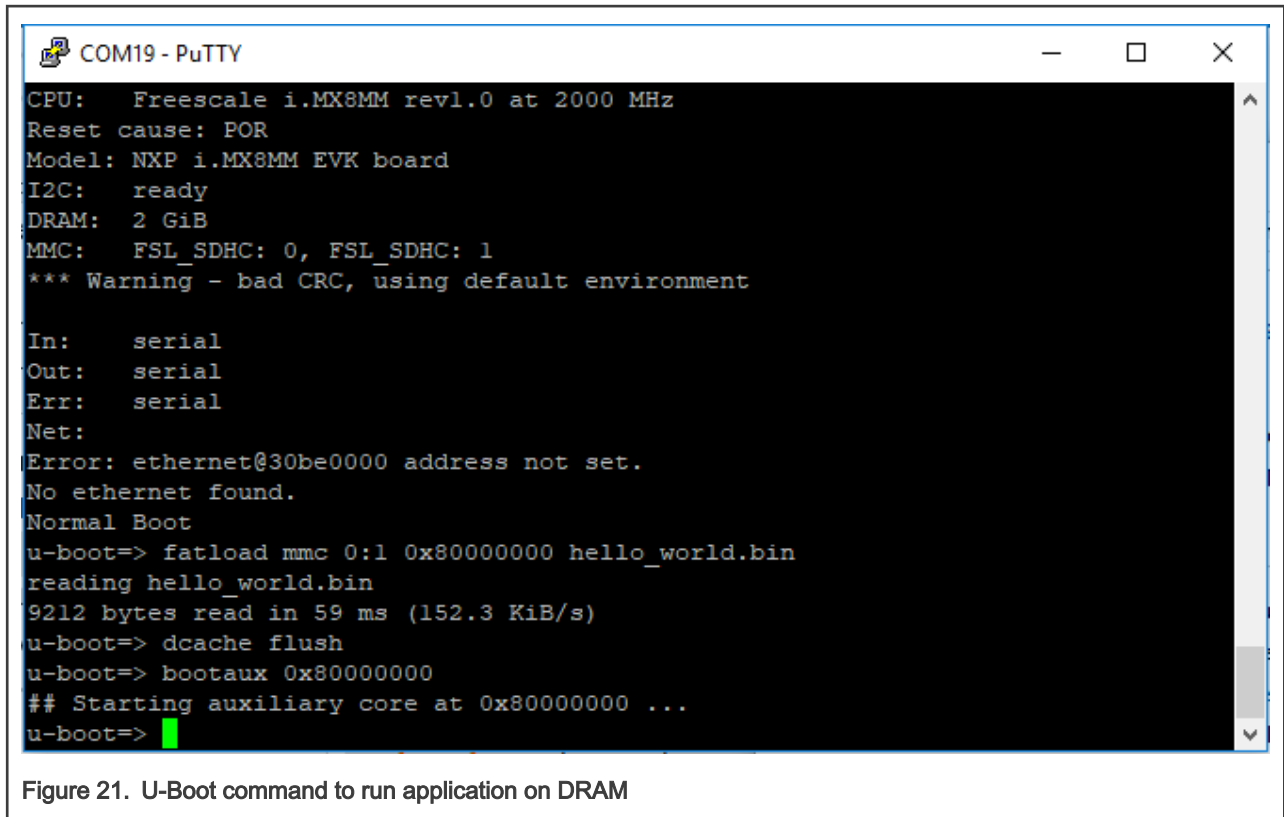 COM19 - PuTTY
CPU:   Freescale i.MX8MM rev1.0 at 2000 MHz
Reset cause: POR
Model: NXP i.MX8MM EVK board
I2C:   ready
DRAM:  2 GiB
MMC:   FSL_SDHC: 0, FSL_SDHC: 1
*** Warning - bad CRC, using default environment
In:    serial
Out:   serial
Err:   serial
Net:
Error: ethernet@30be0000 address not set.
No ethernet found.
Normal Boot
u-boot=> fatload mmc 0:1 0x80000000 hello_world.bin
reading hello_world.bin
9212 bytes read in 59 ms (152.3 KiB/s)
u-boot=> dcache flush
u-boot=> bootaux 0x80000000
## Starting auxiliary core at 0x80000000 ...
u-boot=>
Figure 21. U-Boot command to run application on DRAM